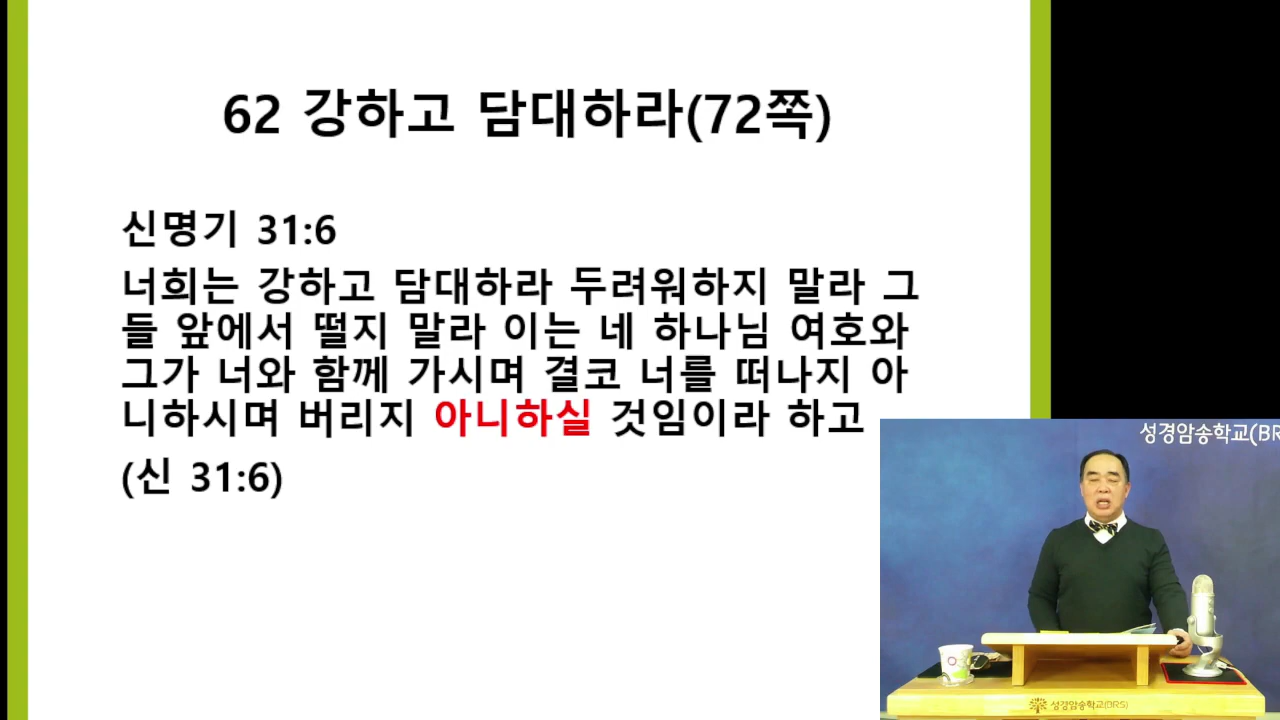 62 강하고 담대하라(72쪽)
신명기 31:6
너희는 강하고 담대하라 두려워하지 말라 그
들 앞에서 떨지 말라 이는 네 하나님 여호와
그가 너와 함께 가시며 결코 너를 떠나지 아
니하시며 버리지 아니하실 것임이라 하고
(신 31:6)
성경암송학교(BR
성경암송학교(BRS)